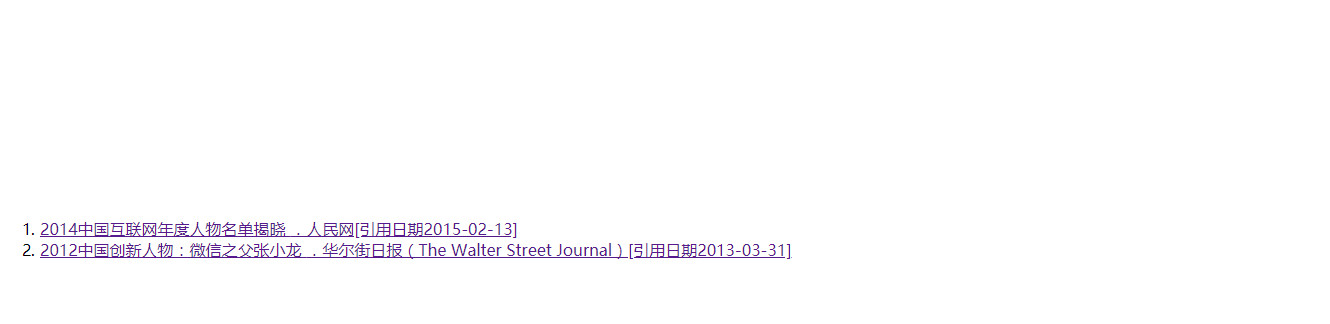 1. 2014中国互联网年度人物名单揭晓 ．人民网[引用日期2015-02-13]
2. 2012中国创新人物：微信之父张小龙 ．华尔街日报（The Walter Street Journal）[引用日期2013-03-31]